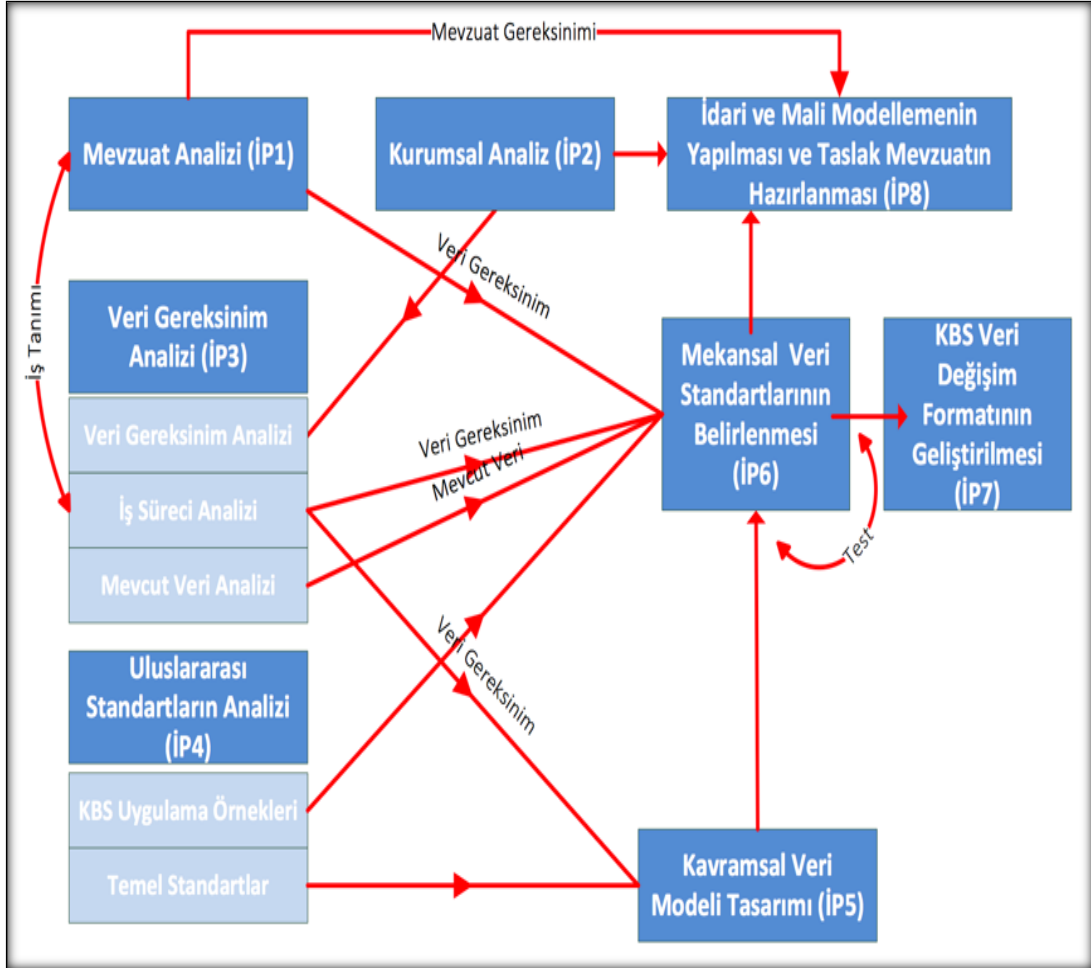 Mevzuat Gereksinimi
Mevzuat Analizi (İP1)
Kurumsal Analiz (İP2)
İdari ve Mali Modellemenin
Yapılması ve Taslak Mevzuatın
Hazırlanması (İP8)
İş Tanımı
Veri Gereksinim
Veri Gereksinim
Analizi (İP3)
Veri Gereksinim Analizi
İş Süreci Analizi
Mevcut Veri Analizi
Veri Gereksinim
Mevcut Veri
Mekansal Veri
Standartlarının
Belirlenmesi
(İP6)
KBS Veri
Değişim
Formatının
Geliştirilmesi
(İP7)
Test
Veri Gereksinim
Uluslararası
Standartların Analizi
(İP4)
KBS Uygulama Örnekleri
Temel Standartlar
Kavramsal Veri
Modeli Tasarımı (İP5)